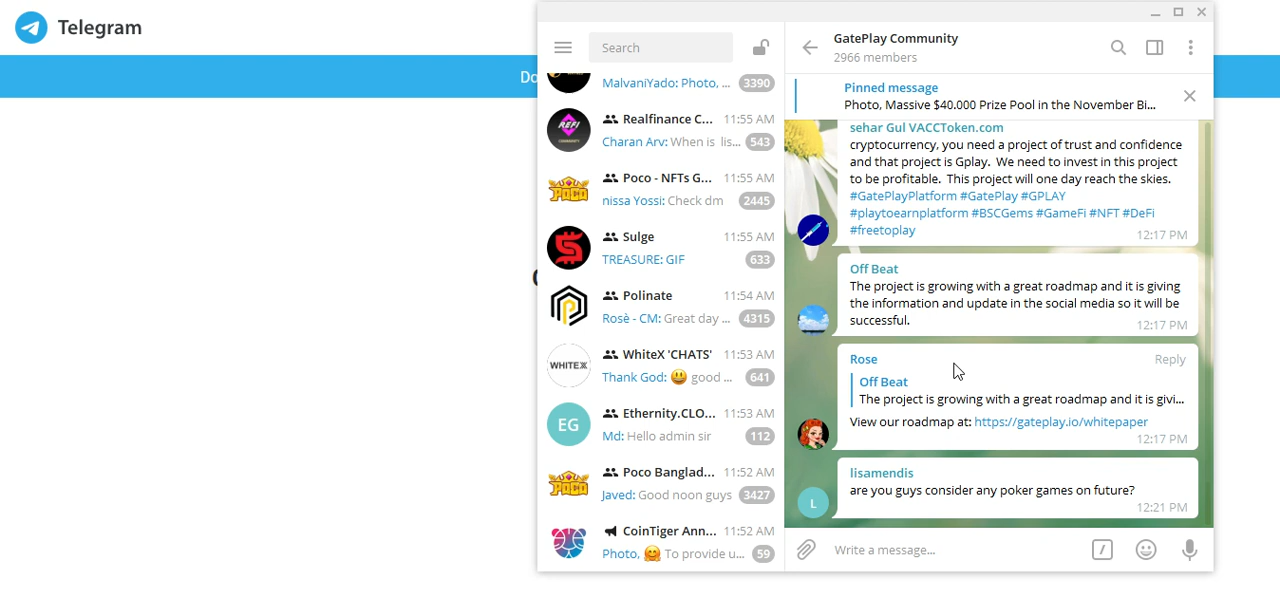 Telegram
Do
Search
MalvaniYado: Photo, ... 3390
Realfinance C... 11:55 AM
Charan Arv: When is lis... 543
Poco - NFTs G... 11:55 AM
nissa Yossi: Check dm 2445
Sulge 11:55 AM
TREASURE: GIF 633
Polinate 11:54 AM
Rosè - CM: Great day ... 4315
WHITEX
WhiteX 'CHATS' 11:53 AM
Thank God: 😃 good ... 641
EG
Ethernity.CLO... 11:53 AM
Md: Hello admin sir 112
Poco Banglad... 11:52 AM
Javed: Good noon guys 3427
CoinTiger Ann... 11:52 AM
Photo, 🤗 To provide u... 59
REFI
POCO
POCO
GatePlay Community
2966 members
Pinned message
Photo, Massive $40.000 Prize Pool in the November Bi...
sehar Gul VACCToken.com
cryptocurrency, you need a project of trust and confidence
and that project is Gplay. We need to invest in this project
to be profitable. This project will one day reach the skies.
#GatePlayPlatform #GatePlay #GPLAY
#playtoearnplatform #BSCGems #GameFi #NFT #DeFi
#freetoplay 12:17 PM
Off Beat
The project is growing with a great roadmap and it is giving
the information and update in the social media so it will be
successful. 12:17 PM
Rose Reply
Off Beat
The project is growing with a great roadmap and it is givi...
View our roadmap at: https://gateplay.io/whitepaper
12:17 PM
lisamendis
are you guys consider any poker games on future?
L
12:21 PM
Write a message...